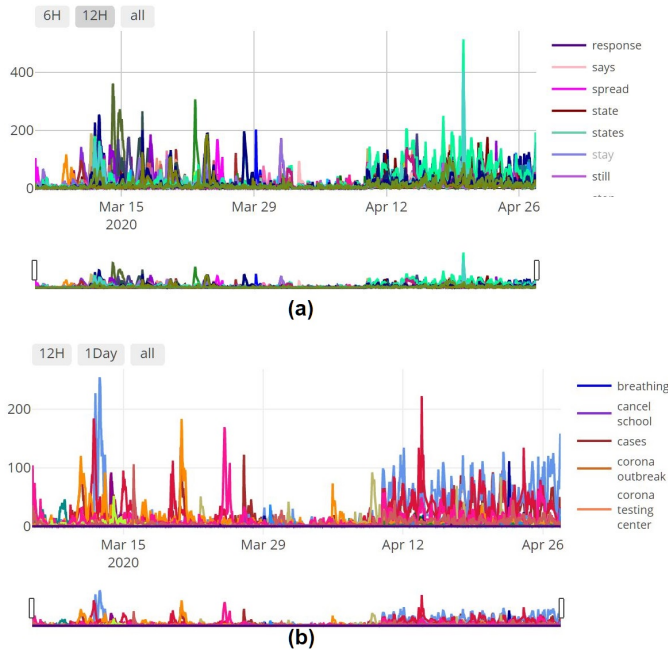 6H 12H all
400
200
0
Mar 15
2020
Mar 29
Apr 12
Apr 26
response
says
spread
state
states
stay
still
(a)
12H 1Day all
200
100
0
Mar 15
2020
Mar 29
Apr 12
Apr 26
breathing
cancel
school
cases
corona
outbreak
corona
testing
center
(b)